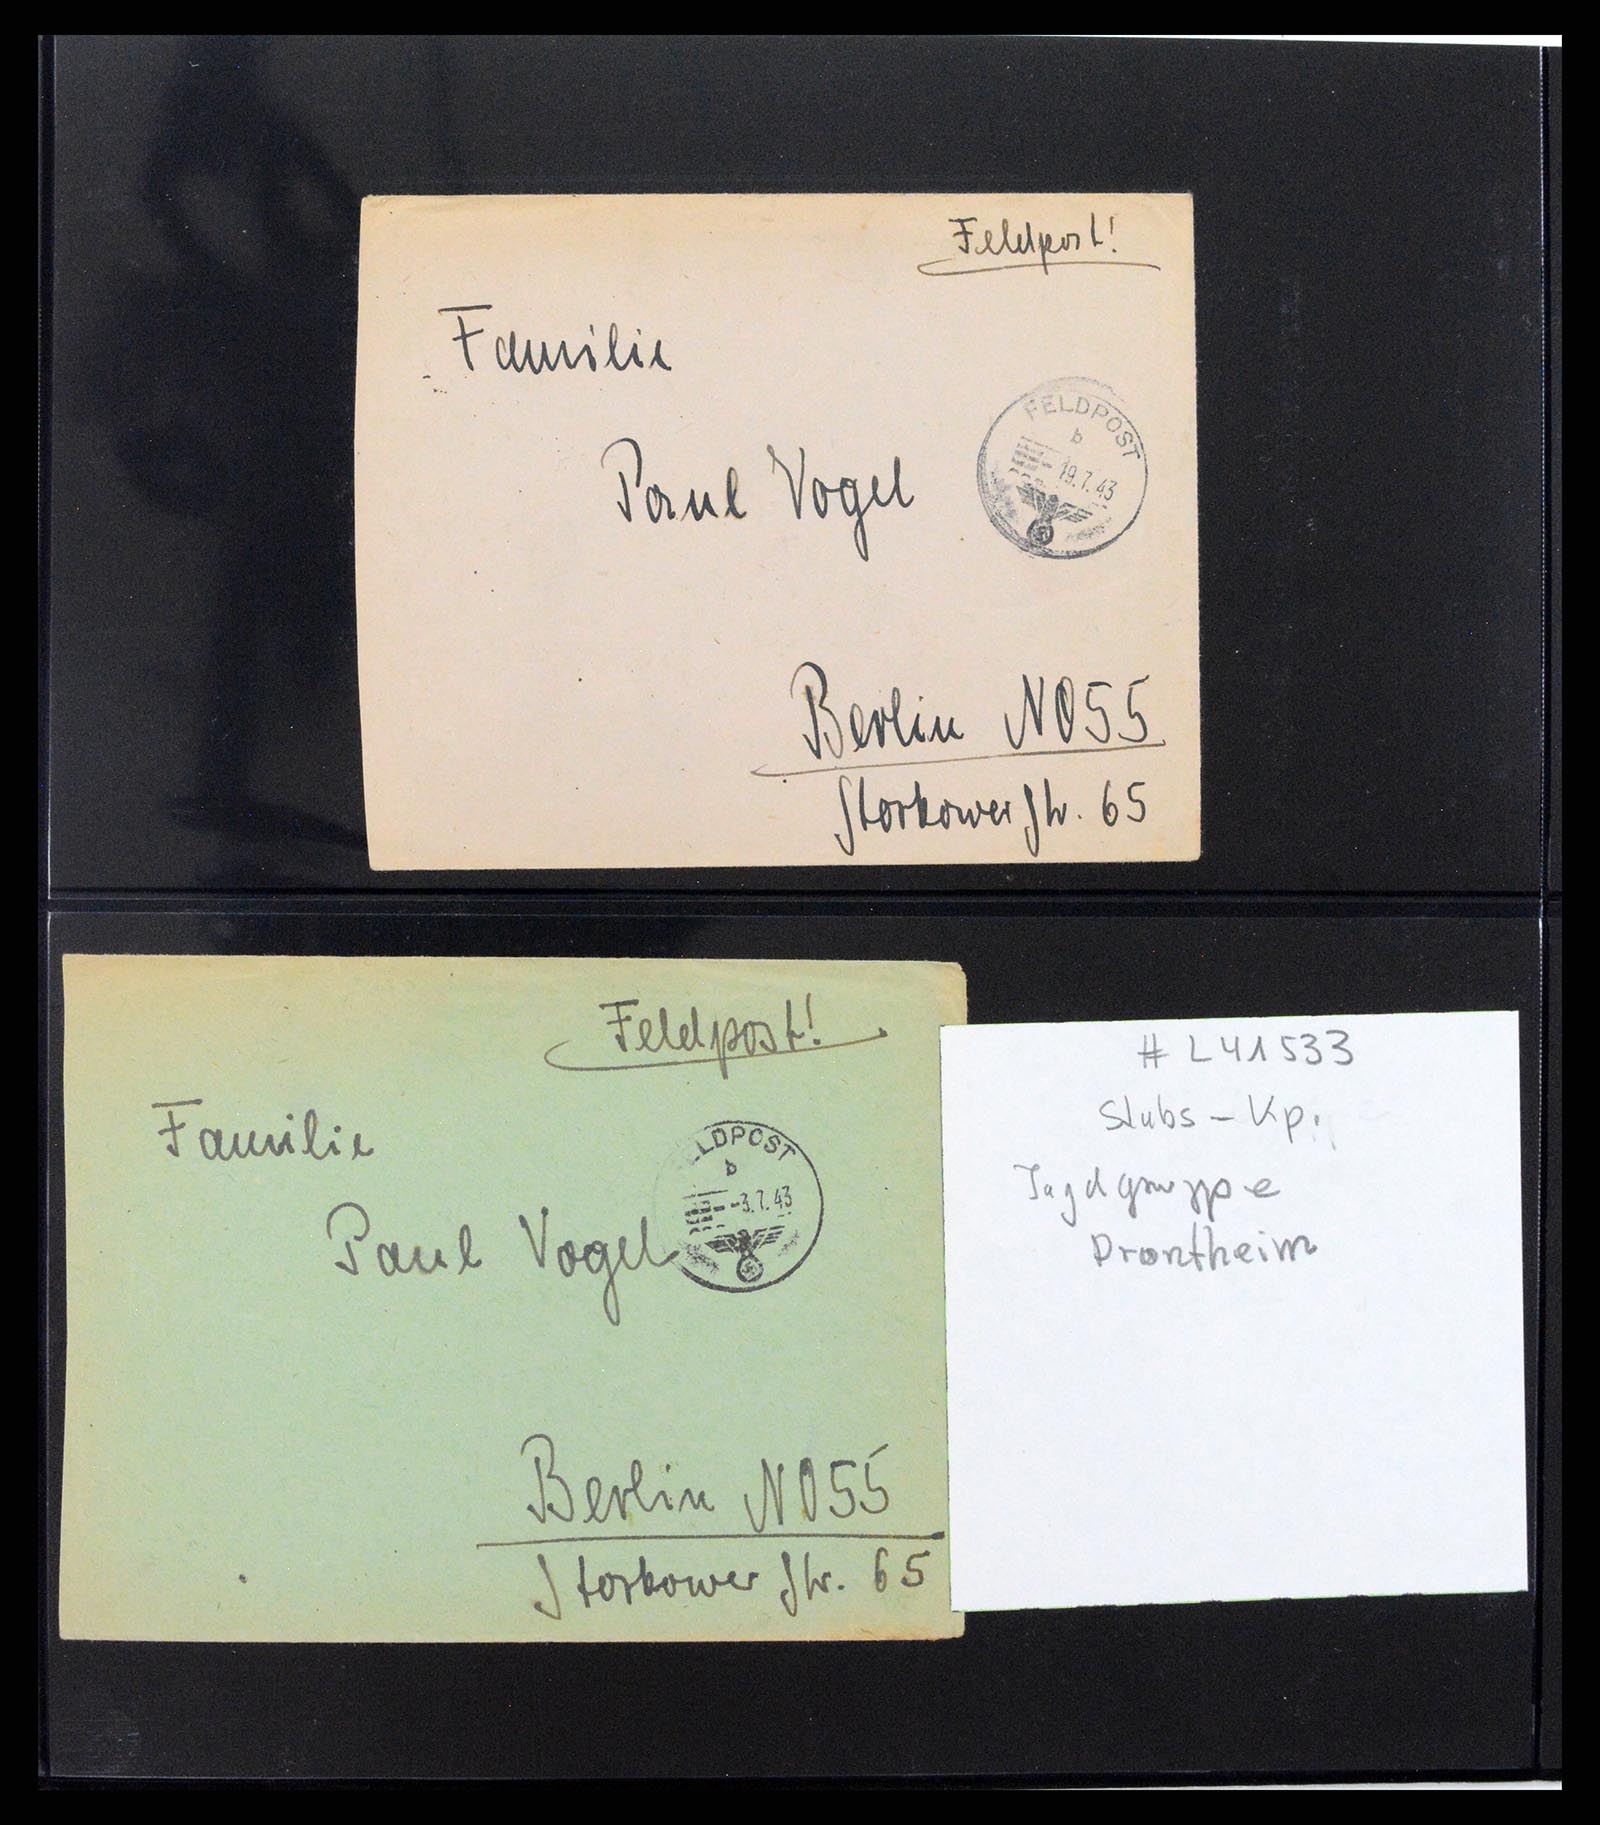 Feldpost!
Familie
FELDPOST
b
19.7.43
Paul Vogel
Berlin NO55
Storkower Str. 65
Feldpost!
Familie
ELDPOST
b
-3.7.43
Paul Vogel
Berlin NO55
Storkower Str. 65
# L41533
Stabs - Kp.
Jagdgruppe
Drontheim